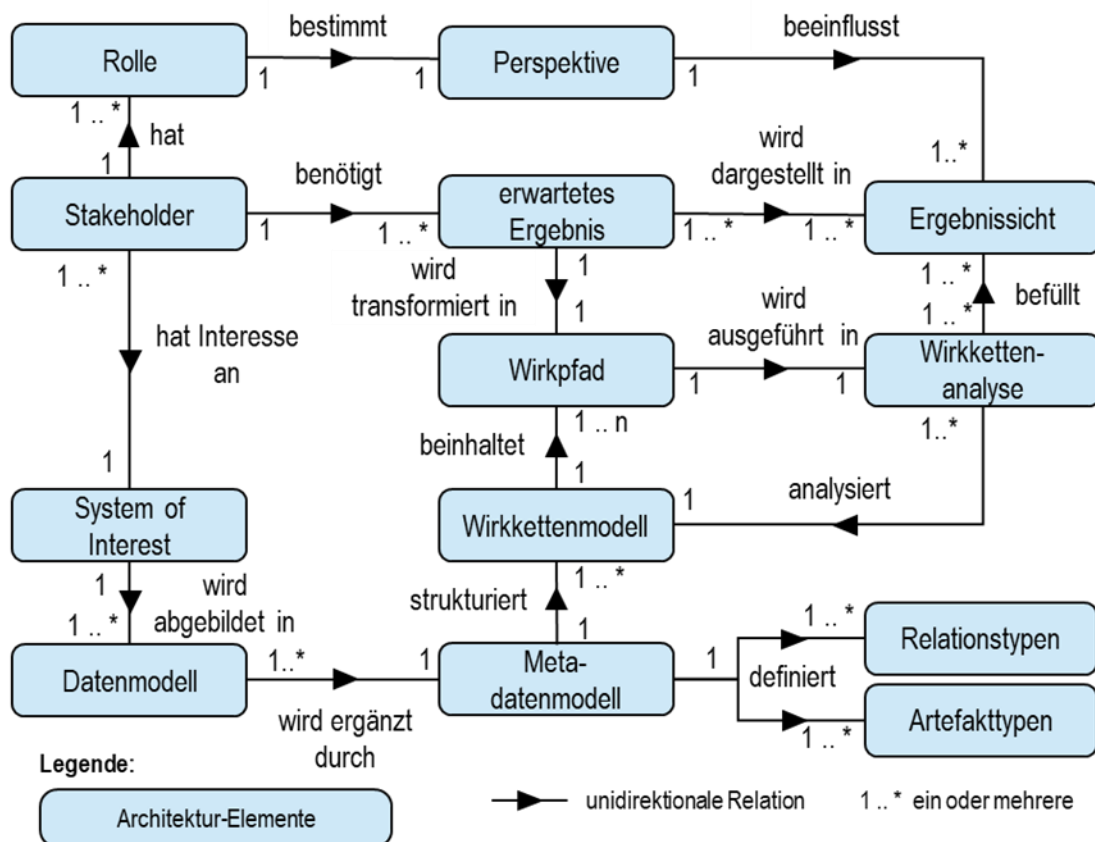 bestimmt
beeinflusst
Rolle
Perspektive
1
1
1
1 .. *
hat
1
1..*
wird
dargestellt in
benötigt
Stakeholder
erwartetes
Ergebnis
Ergebnissicht
1
1 .. *
1 .. *
1 .. *
1 .. *
1
1 .. *
wird
transformiert in
1
wird
ausgeführt in
1 .. *
befüllt
hat Interesse
an
Wirkpfad
Wirkketten-
analyse
1
1
1 .. n
1..*
beinhaltet
1
1
System of
Interest
Wirkkettenmodell
1
analysiert
1
wird
abgebildet in
1 .. *
1 .. *
strukturiert
1
Datenmodell
1..*
1
Meta-
datenmodell
1
definiert
1 .. *
Relationstypen
1 .. *
Artefakttypen
wird ergänzt
durch
Legende:
Architektur-Elemente
unidirektionale Relation
1 .. * ein oder mehrere